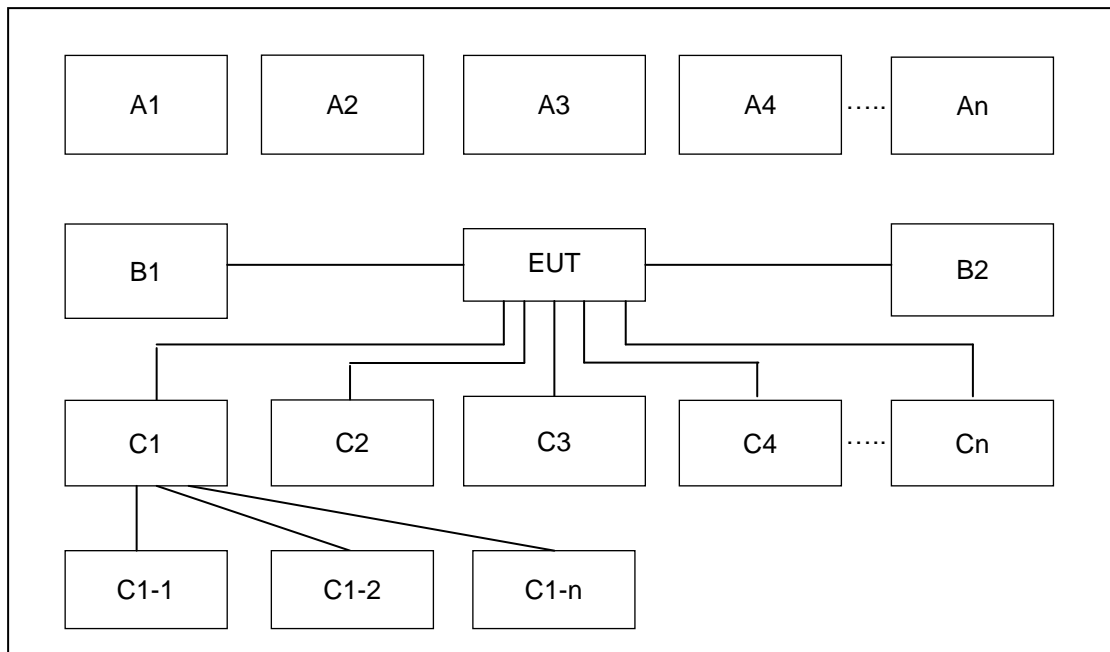 A1 A2 A3 A4 ..... An
B1 EUT B2
C1 C2 C3 C4 ..... Cn
C1-1 C1-2 C1-n